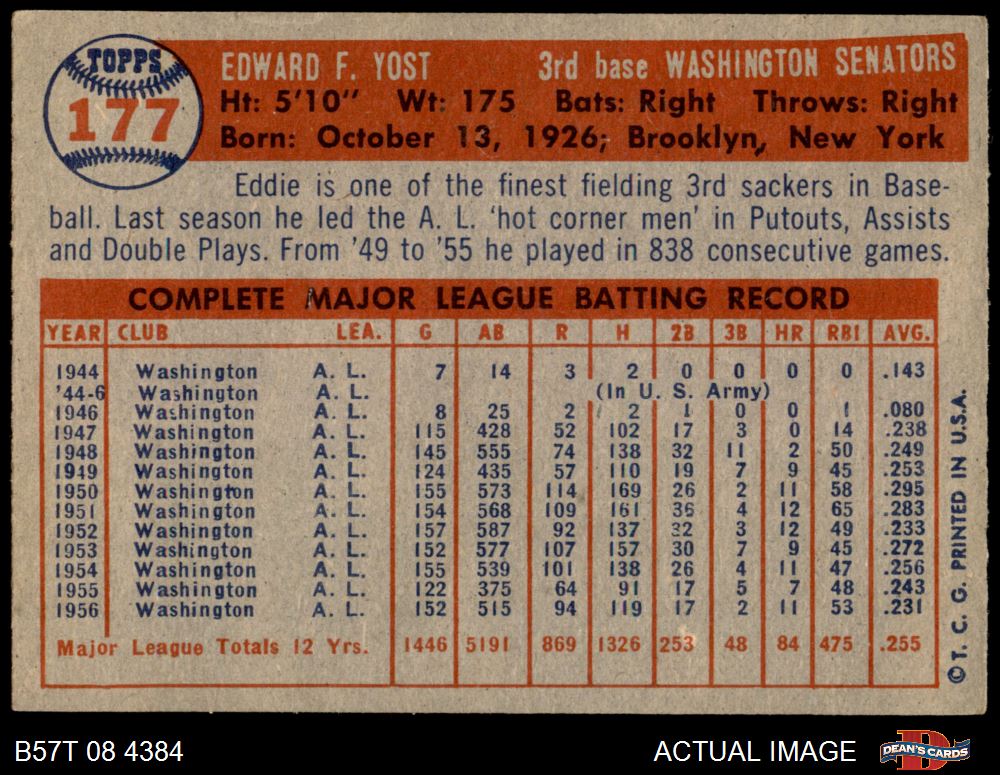 TOPPS
177
EDWARD F. YOST 3rd base WASHINGTON SENATORS
Ht: 5'10" Wt: 175 Bats: Right Throws: Right
Born: October 13, 1926; Brooklyn, New York
Eddie is one of the finest fielding 3rd sackers in Base-
ball. Last season he led the A. L. 'hot corner men' in Putouts, Assists
and Double Plays. From '49 to '55 he played in 838 consecutive games.
COMPLETE MAJOR LEAGUE BATTING RECORD
YEAR CLUB LEA. G AB R H 2B 3B HR RBI AVG.
1944 Washington A. L. 7 14 3 2 0 0 0 0 .143
'44-6 Washington A. L. (In U. S. Army)
1946 Washington A. L. 8 25 2 2 1 0 0 1 .080
1947 Washington A. L. 115 428 52 102 17 3 0 14 .238
1948 Washington A. L. 145 555 74 138 32 11 2 50 .249
1949 Washington A. L. 124 435 57 110 19 7 9 45 .253
1950 Washington A. L. 155 573 114 169 26 2 11 58 .295
1951 Washington A. L. 154 568 109 161 36 4 12 65 .283
1952 Washington A. L. 157 587 92 137 32 3 12 49 .233
1953 Washington A. L. 152 577 107 157 30 7 9 45 .272
1954 Washington A. L. 155 539 101 138 26 4 11 47 .256
1955 Washington A. L. 122 375 64 91 17 5 7 48 .243
1956 Washington A. L. 152 515 94 119 17 2 11 53 .231
Major League Totals 12 Yrs. 1446 5191 869 1326 253 48 84 475 .255
© T. C. G. PRINTED IN U.S.A.
B57T 08 4384 ACTUAL IMAGE DEAN'S CARDS